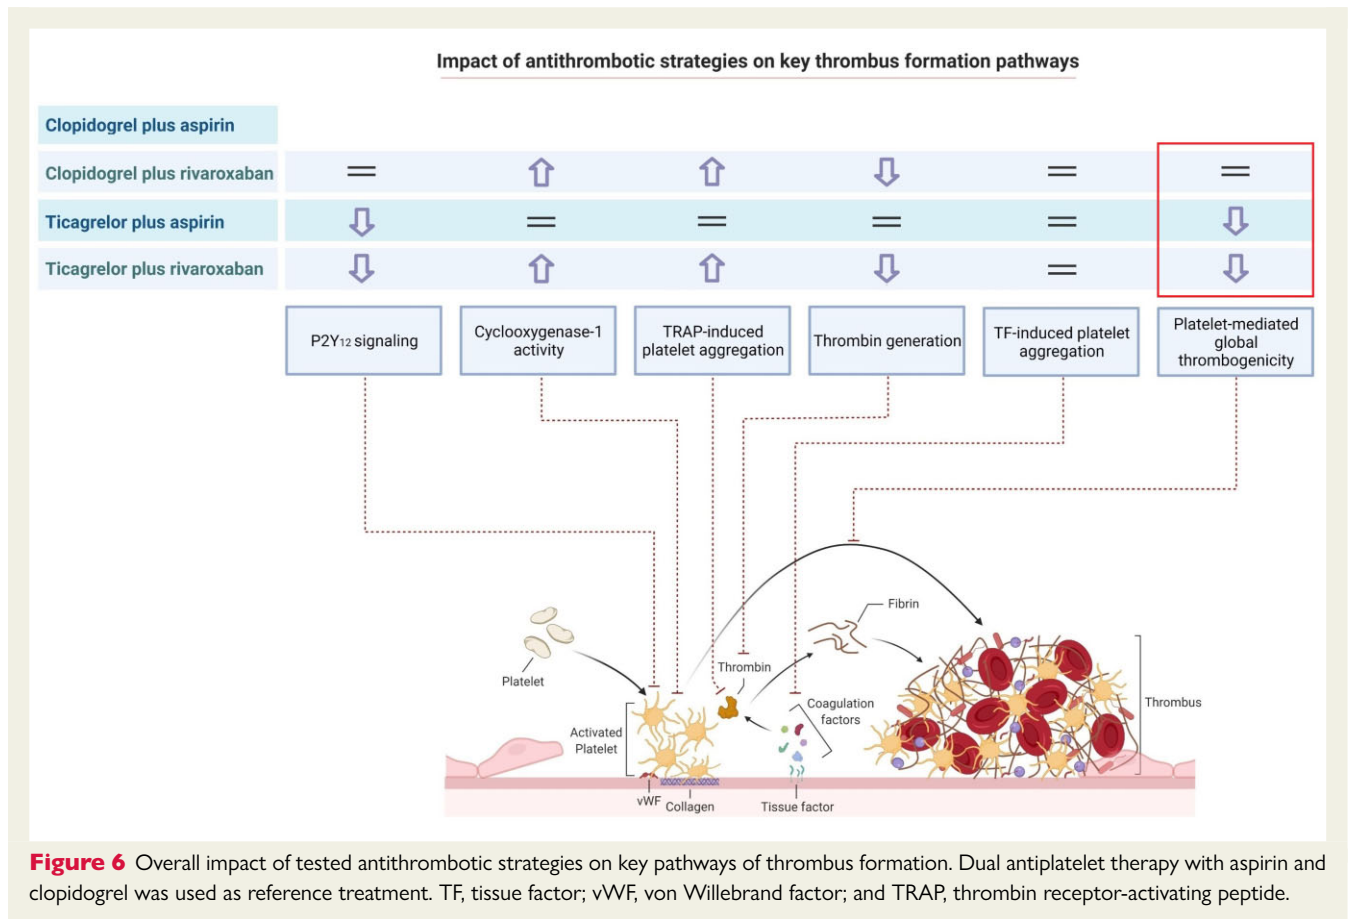 Impact of antithrombotic strategies on key thrombus formation pathways
Clopidogrel plus aspirin
Clopidogrel plus rivaroxaban
=
=
=
Ticagrelor plus aspirin
=
=
=
=
Ticagrelor plus rivaroxaban
=
P2Y12 signaling
Cyclooxygenase-1
activity
TRAP-induced
platelet aggregation
Thrombin generation
TF-induced platelet
aggregation
Platelet-mediated
global
thrombogenicity
Platelet
Activated
Platelet
vWF
Collagen
Thrombin
Tissue factor
Coagulation
factors
Fibrin
Thrombus
Figure 6 Overall impact of tested antithrombotic strategies on key pathways of thrombus formation. Dual antiplatelet therapy with aspirin and
clopidogrel was used as reference treatment. TF, tissue factor; vWF, von Willebrand factor; and TRAP, thrombin receptor-activating peptide.